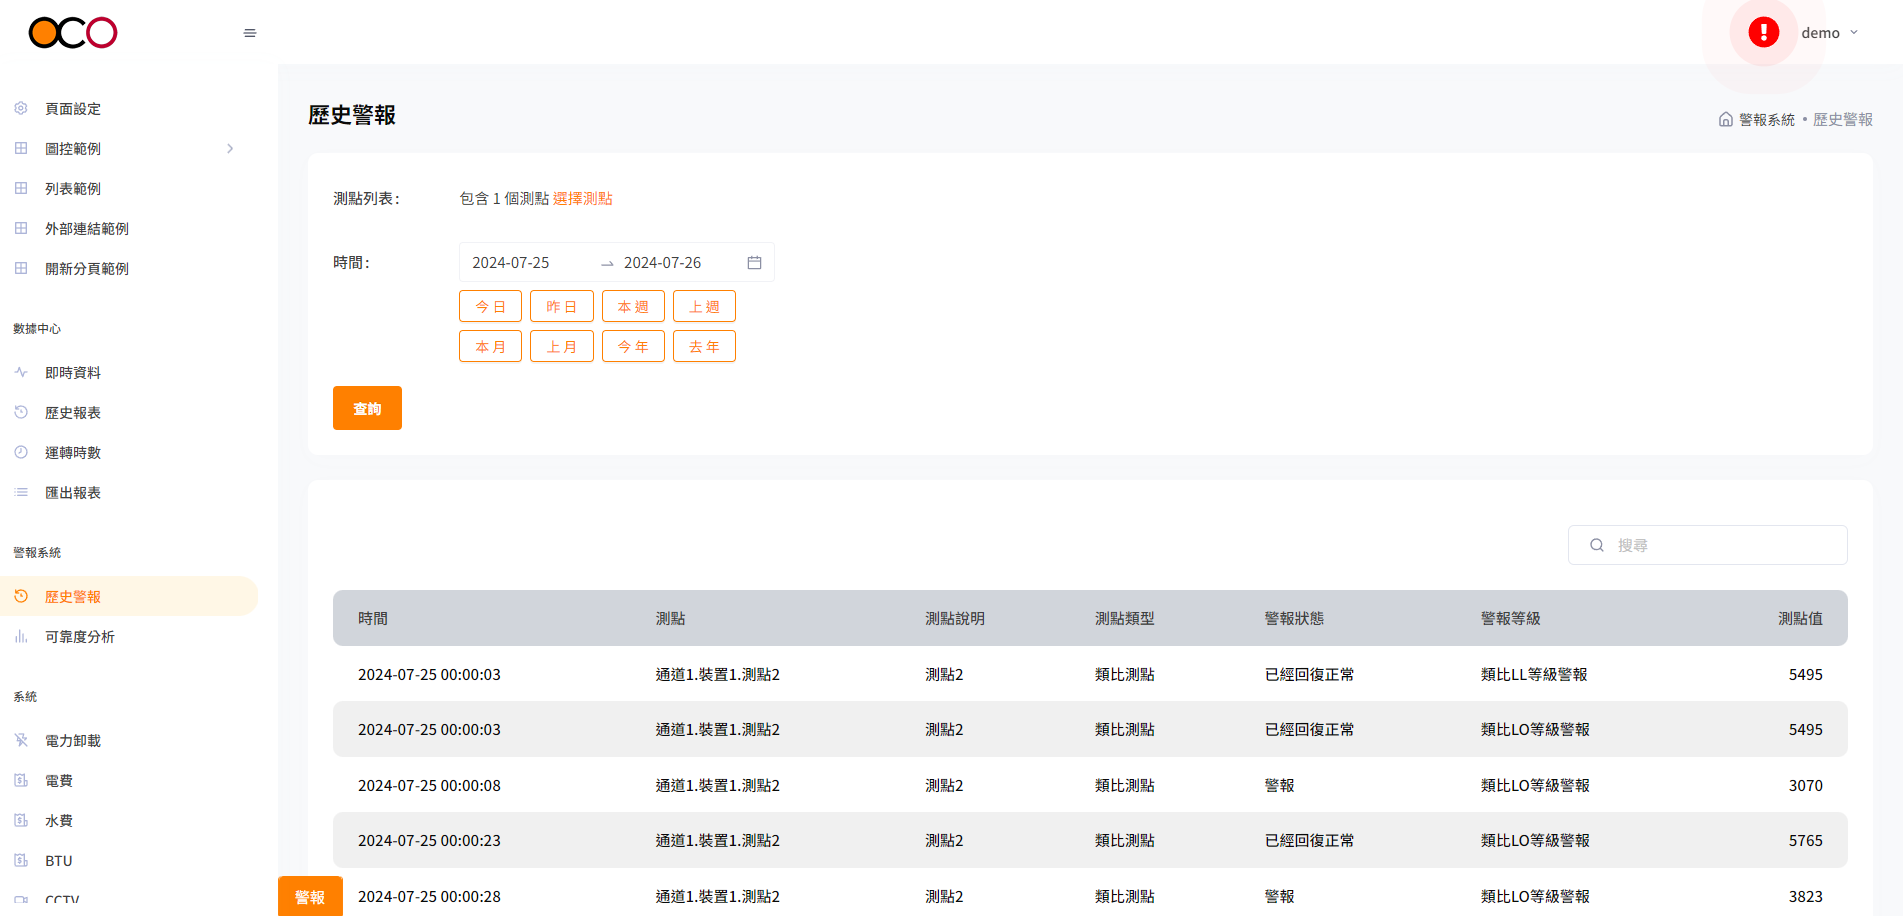 OCO
demo
頁面設定
圖控範例
列表範例
外部連結範例
開新分頁範例
數據中心
即時資料
歷史報表
運轉時數
匯出報表
警報系統
歷史警報
可靠度分析
系統
電力卸載
電費
水費
BTU
CCTV
歷史警報
警報系統 • 歷史警報
測點列表: 包含 1 個測點 選擇測點
時間: 2024-07-25 → 2024-07-26
今日 昨日 本週 上週
本月 上月 今年 去年
查詢
搜尋
時間 測點 測點說明 測點類型 警報狀態 警報等級 測點值
2024-07-25 00:00:03 通道1.裝置1.測點2 測點2 類比測點 已經回復正常 類比LL等級警報 5495
2024-07-25 00:00:03 通道1.裝置1.測點2 測點2 類比測點 已經回復正常 類比LO等級警報 5495
2024-07-25 00:00:08 通道1.裝置1.測點2 測點2 類比測點 警報 類比LO等級警報 3070
2024-07-25 00:00:23 通道1.裝置1.測點2 測點2 類比測點 已經回復正常 類比LO等級警報 5765
2024-07-25 00:00:28 通道1.裝置1.測點2 測點2 類比測點 警報 類比LO等級警報 3823
警報